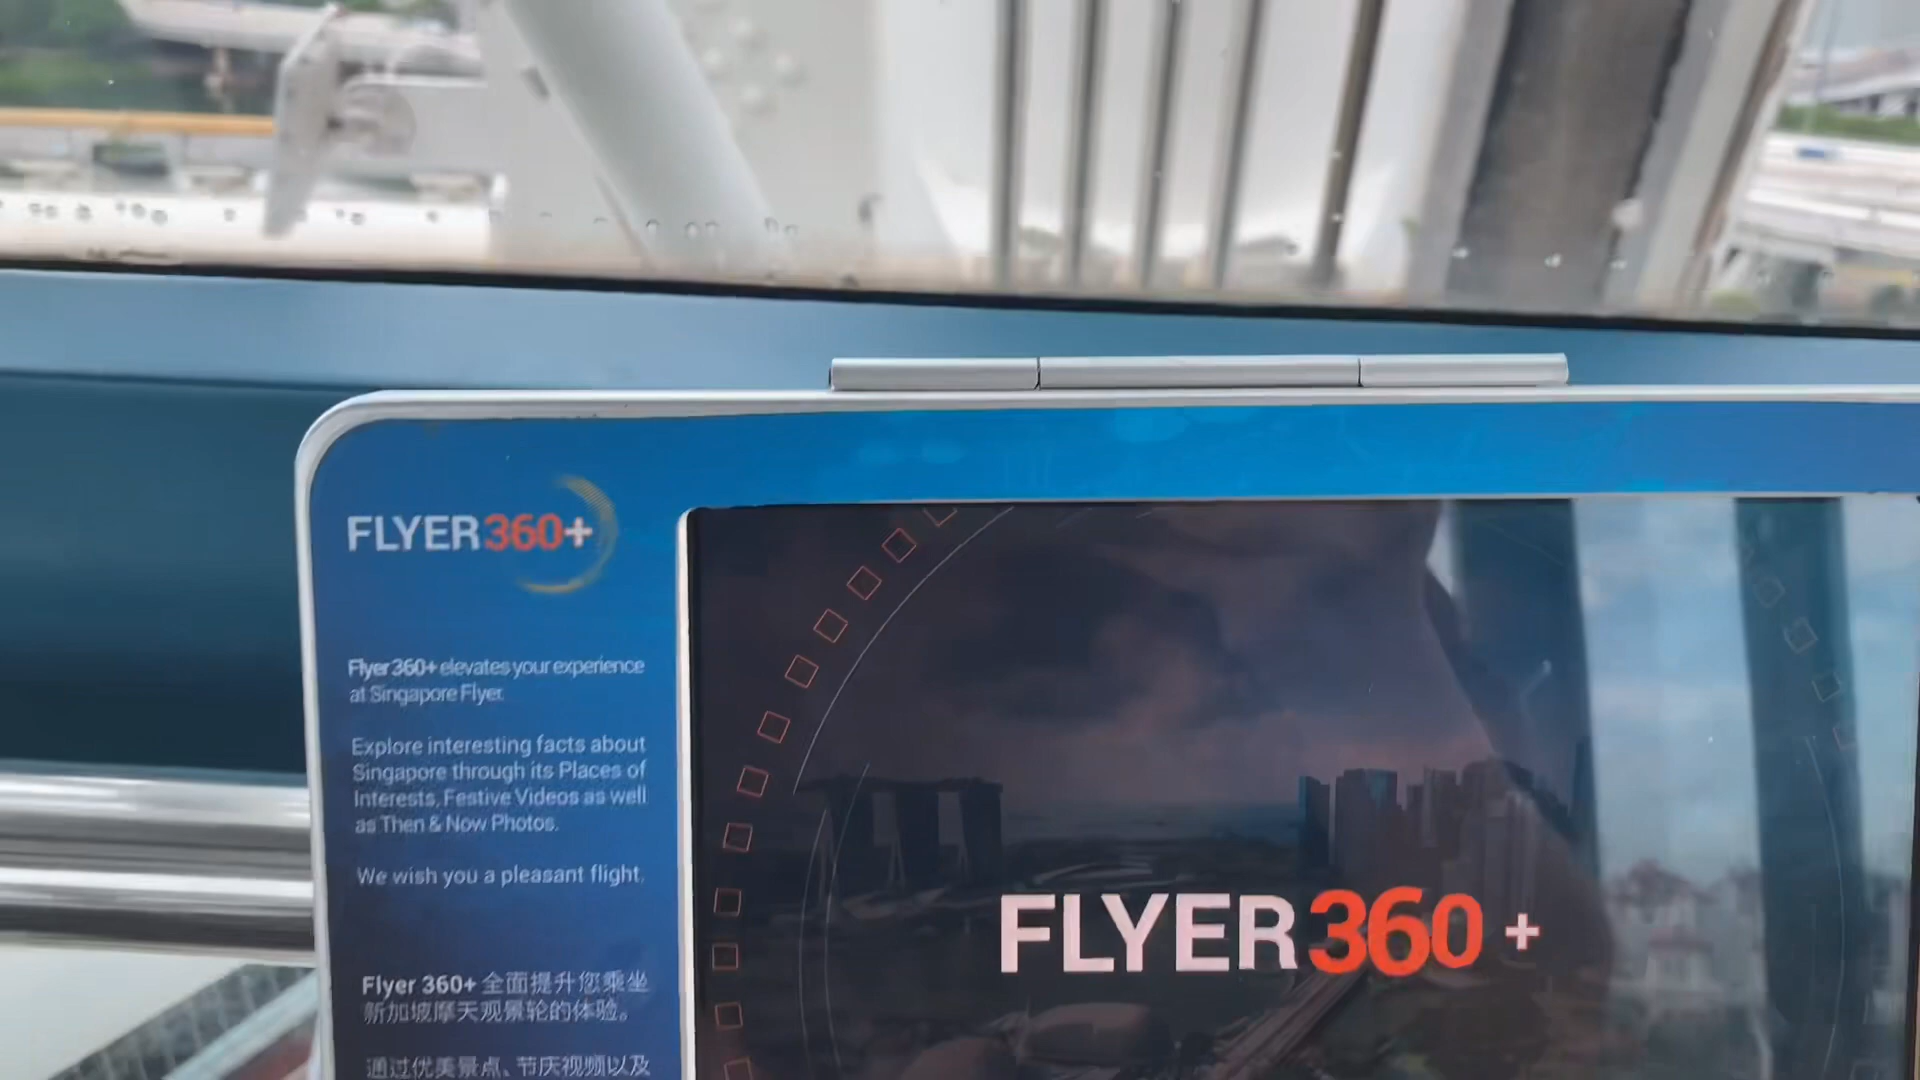 FLYER360+
Flyer 360+ elevates your experience
at Singapore Flyer.
Explore interesting facts about
Singapore through its Places of
Interests, Festive Videos as well
as Then & Now Photos.
We wish you a pleasant flight.
Flyer 360+ 全面提升您乘坐
新加坡摩天观景轮的体验。
通过优美景点、节庆视频以及
FLYER360+